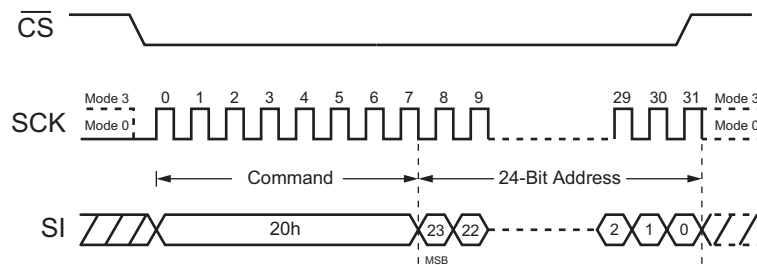 CS
0 1 2 3 4 5 6 7 8 9 29 30 31
Mode 3 Mode 3
SCK
Mode 0 Mode 0
Command 24-Bit Address
SI 20h 23 22 2 1 0
MSB